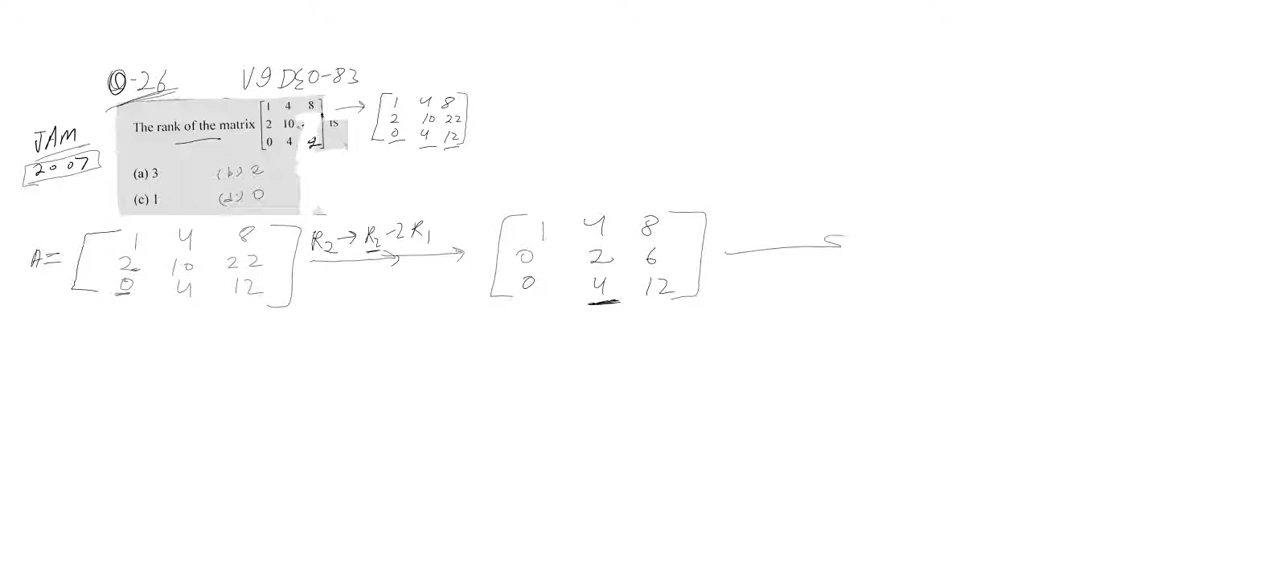 Q-26 VIDEO-83
JAM
2007
The rank of the matrix [1 4 8 → [1 4 8
2 10 2 10 22
0 4 ] is 0 4 12]
(a) 3 (b) 2
(c) 1 (d) 0
A= [1 4 8
2 10 22
0 4 12] R2 → R2 -2R1 [1 4 8
0 2 6
0 4 12]